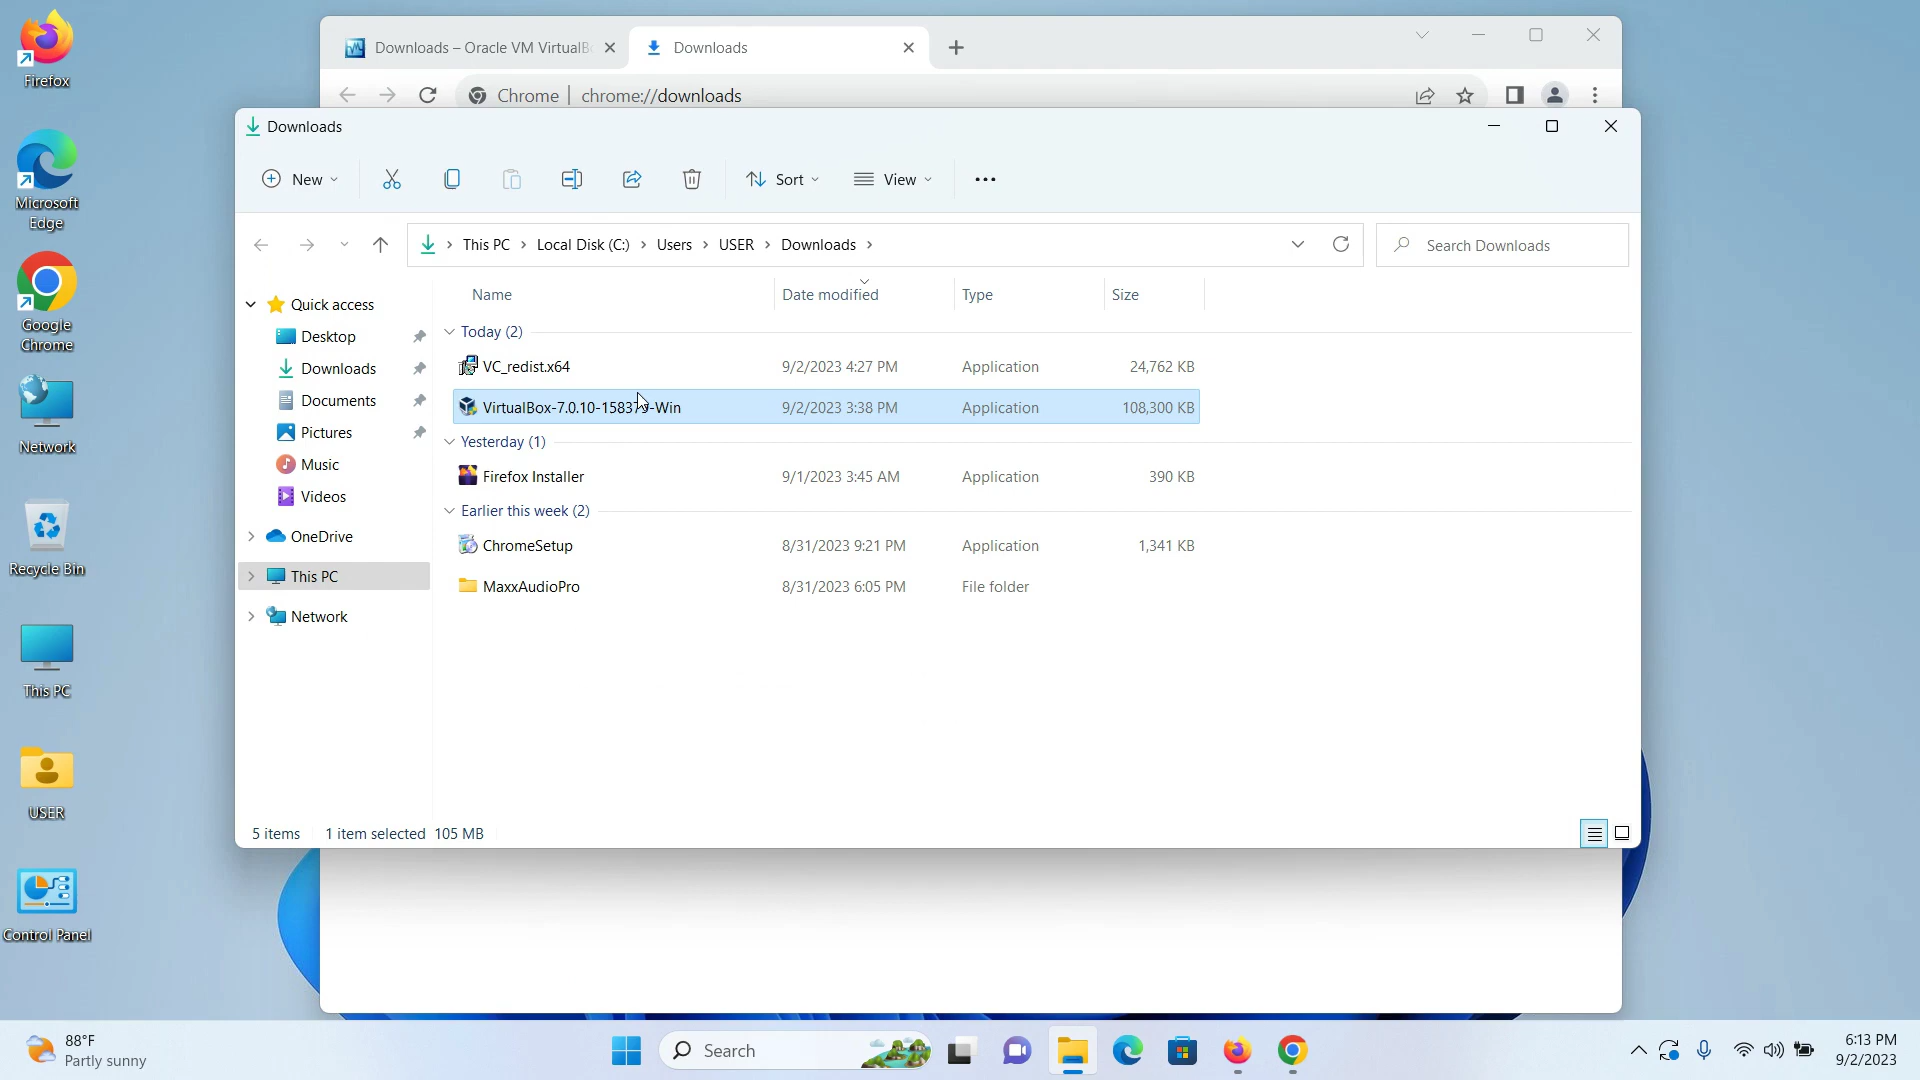 Firefox
Microsoft
Edge
Google
Chrome
Network
Recycle Bin
This PC
USER
Control Panel
Downloads – Oracle VM VirtualB
Downloads
Chrome | chrome://downloads
Downloads
New
Sort
View
This PC
Local Disk (C:)
Users
USER
Downloads
Search Downloads
Quick access
Desktop
Downloads
Documents
Pictures
Music
Videos
OneDrive
This PC
Network
Name Date modified Type Size
Today (2)
VC_redist.x64 9/2/2023 4:27 PM Application 24,762 KB
VirtualBox-7.0.10-158379-Win 9/2/2023 3:38 PM Application 108,300 KB
Yesterday (1)
Firefox Installer 9/1/2023 3:45 AM Application 390 KB
Earlier this week (2)
ChromeSetup 8/31/2023 9:21 PM Application 1,341 KB
MaxxAudioPro 8/31/2023 6:05 PM File folder
5 items 1 item selected 105 MB
88°F
Partly sunny
Search
6:13 PM
9/2/2023